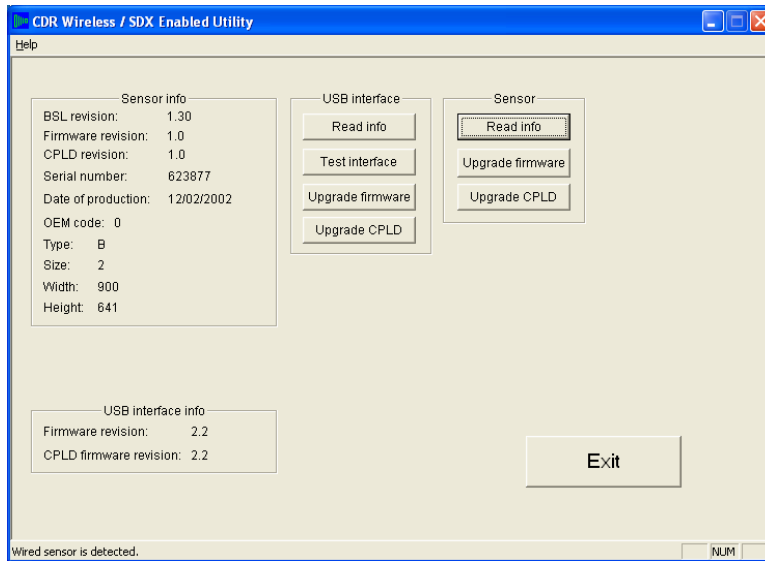 CDR Wireless / SDX Enabled Utility
Help
Sensor info
BSL revision: 1.30
Firmware revision: 1.0
CPLD revision: 1.0
Serial number: 623877
Date of production: 12/02/2002
OEM code: 0
Type: B
Size: 2
Width: 900
Height: 641
USB interface
Read info
Test interface
Upgrade firmware
Upgrade CPLD
Sensor
Read info
Upgrade firmware
Upgrade CPLD
USB interface info
Firmware revision: 2.2
CPLD firmware revision: 2.2
Exit
Wired sensor is detected.
NUM